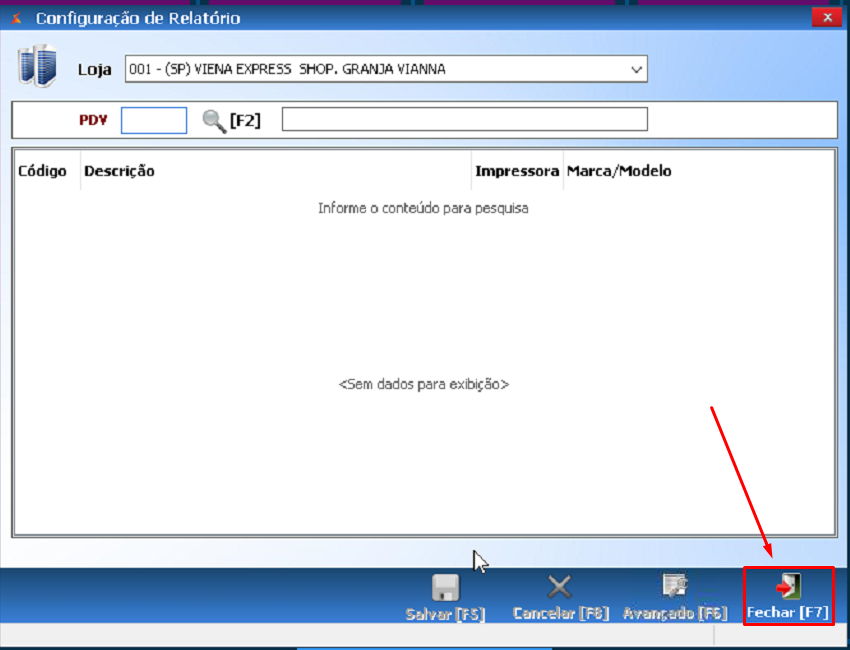 Configuração de Relatório
Loja 001 - (SP) VIENA EXPRESS SHOP. GRANJA VIANNA
PDV [F2]
Código Descrição Impressora Marca/Modelo
Informe o conteúdo para pesquisa
<Sem dados para exibição>
Salvar [F5] Cancelar [F8] Avançado [F6] Fechar [F7]